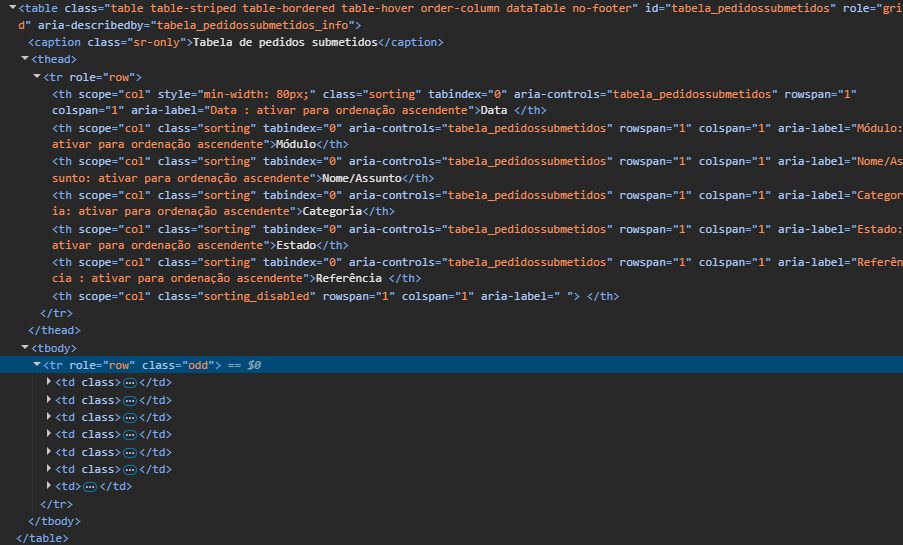 <table class="table table-striped table-bordered table-hover order-column dataTable no-footer" id="tabela_pedidossubmetidos" role="gri
d" aria-describedby="tabela_pedidossubmetidos_info">
<caption class="sr-only">Tabela de pedidos submetidos</caption>
<thead>
<tr role="row">
<th scope="col" style="min-width: 80px;" class="sorting" tabindex="0" aria-controls="tabela_pedidossubmetidos" rowspan="1"
colspan="1" aria-label="Data : ativar para ordenação ascendente">Data </th>
<th scope="col" class="sorting" tabindex="0" aria-controls="tabela_pedidossubmetidos" rowspan="1" colspan="1" aria-label="Módulo:
ativar para ordenação ascendente">Módulo</th>
<th scope="col" class="sorting" tabindex="0" aria-controls="tabela_pedidossubmetidos" rowspan="1" colspan="1" aria-label="Nome/As
sunto: ativar para ordenação ascendente">Nome/Assunto</th>
<th scope="col" class="sorting" tabindex="0" aria-controls="tabela_pedidossubmetidos" rowspan="1" colspan="1" aria-label="Categor
ia: ativar para ordenação ascendente">Categoria</th>
<th scope="col" class="sorting" tabindex="0" aria-controls="tabela_pedidossubmetidos" rowspan="1" colspan="1" aria-label="Estado:
ativar para ordenação ascendente">Estado</th>
<th scope="col" class="sorting" tabindex="0" aria-controls="tabela_pedidossubmetidos" rowspan="1" colspan="1" aria-label="Referên
cia : ativar para ordenação ascendente">Referência </th>
<th scope="col" class="sorting_disabled" rowspan="1" colspan="1" aria-label=" "> </th>
</tr>
</thead>
<tbody>
<tr role="row" class="odd"> == $0
<td class>…</td>
<td class>…</td>
<td class>…</td>
<td class>…</td>
<td class>…</td>
<td class>…</td>
<td>…</td>
</tr>
</tbody>
</table>